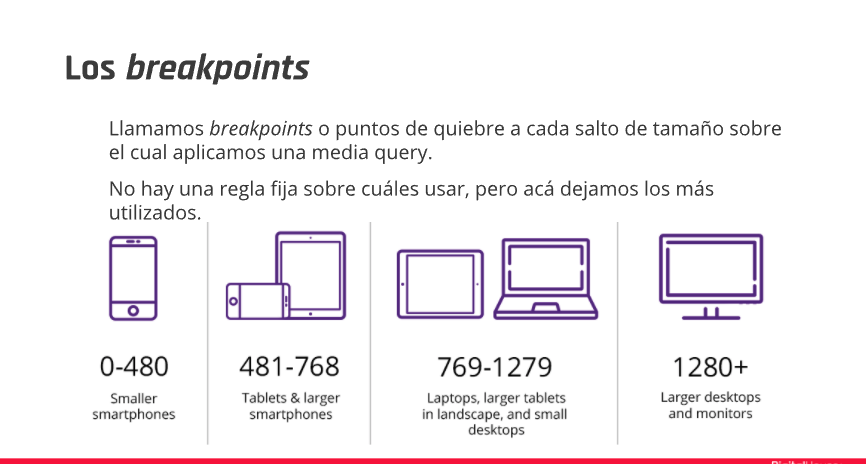 Los breakpoints
Llamamos breakpoints o puntos de quiebre a cada salto de tamaño sobre
el cual aplicamos una media query.
No hay una regla fija sobre cuáles usar, pero acá dejamos los más
utilizados.
0-480
Smaller
smartphones
481-768
Tablets & larger
smartphones
769-1279
Laptops, larger tablets
in landscape, and small
desktops
1280+
Larger desktops
and monitors